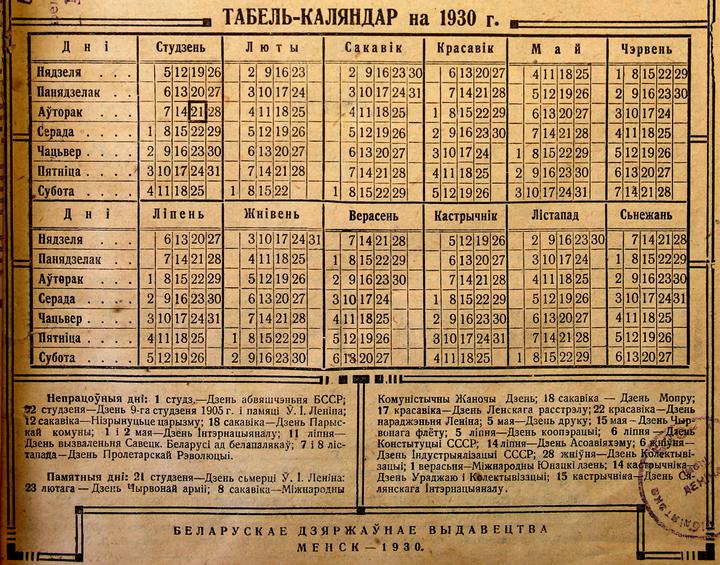 ТАБЕЛЬ-КАЛЯНДАР на 1930 г.
Дні Студзень Люты Сакавік Красавік Май Чэрвень
Нядзеля . . . 5 12 19 26 2 9 16 23 2 9 16 23 30 6 13 20 27 4 11 18 25 1 8 15 22 29
Панядзелак . . 6 13 20 27 3 10 17 24 3 10 17 24 31 7 14 21 28 5 12 19 26 2 9 16 23 30
Аўторак . . . 7 14 21 28 4 11 18 25 4 11 18 25 1 8 15 22 29 6 13 20 27 3 10 17 24
Серада . . . . 1 8 15 22 29 5 12 19 26 5 12 19 26 2 9 16 23 30 7 14 21 28 4 11 18 25
Чацьвер . . . 2 9 16 23 30 6 13 20 27 6 13 20 27 3 10 17 24 1 8 15 22 29 5 12 19 26
Пятніца . . . 3 10 17 24 31 7 14 21 28 7 14 21 28 4 11 18 25 2 9 16 23 30 6 13 20 27
Субота . . . . 4 11 18 25 1 8 15 22 1 8 15 22 29 5 12 19 26 3 10 17 24 31 7 14 21 28
Дні Ліпень Жнівень Верасень Кастрычнік Лістапад Сьнежань
Нядзеля . . . . 6 13 20 27 3 10 17 24 31 7 14 21 28 5 12 19 26 2 9 16 23 30 7 14 21 28
Панядзелак . . . 7 14 21 28 4 11 18 25 1 8 15 22 29 6 13 20 27 3 10 17 24 1 8 15 22 29
Аўторак . . . . 1 8 15 22 29 5 12 19 26 2 9 16 23 30 7 14 21 28 4 11 18 25 2 9 16 23 30
Серада . . . . 2 9 16 23 30 6 13 20 27 3 10 17 24 1 8 15 22 29 5 12 19 26 3 10 17 24 31
Чацьвер . . . . 3 10 17 24 31 7 14 21 28 4 11 18 25 2 9 16 23 30 6 13 20 27 4 11 18 25
Пятніца . . . . 4 11 18 25 1 8 15 22 29 5 12 19 26 3 10 17 24 31 7 14 21 28 5 12 19 26
Субота . . . . 5 12 19 26 2 9 16 23 30 6 13 20 27 4 11 18 25 1 8 15 22 29 6 13 20 27
Непрацоўныя дні: 1 студз.—Дзень абвяшчэньня БССР;
22 студзеня—Дзень 9-га студзеня 1905 г. і памяці Ў. І. Леніна;
12 сакавіка—Нізрынуцьце царызму; 18 сакавіка—Дзень Парыс-
кай комуны; 1 і 2 мая—Дзень Інтэрнацыяналу; 11 ліпня—
Дзень вызваленьня Савецк. Беларусі ад белапалякаў; 7 і 8 ліс-
тапада—Дзень Пролетарскай Рэволюцыі.
Памятныя дні: 21 студзеня—Дзень сьмерці Ў. І. Леніна:
23 лютага—Дзень Чырвонай арміі; 8 сакавіка—Міжнародны
Комуністычны Жаночы Дзень; 18 сакавіка — Дзень Мопру;
17 красавіка—Дзень Ленскага расстрэлу; 22 красавіка—Дзень
нараджэньня Леніна; 5 мая—Дзень друку; 15 мая—Дзень Чыр-
вонага флёту; 5 ліпня—Дзень коопэрацыі; 6 ліпня—Дзень
Констытуцыі СССР; 14 ліпня—Дзень Асоавіяхэму; 6 жніўня—
Дзень Індустрыялізацыі СССР; 28 жніўня—Дзень Колектыві-
зацыі; 1 верасьня—Міжнародны Юнацкі дзень; 14 кастрычніка—
Дзень Ураджаю і Колектывізацыі; 15 кастрычніка—Дзень Ся-
лянскага Інтэрнацыяналу.
БЕЛАРУСКАЕ ДЗЯРЖАЎНАЕ ВЫДАВЕЦТВА
МЕНСК—1930.